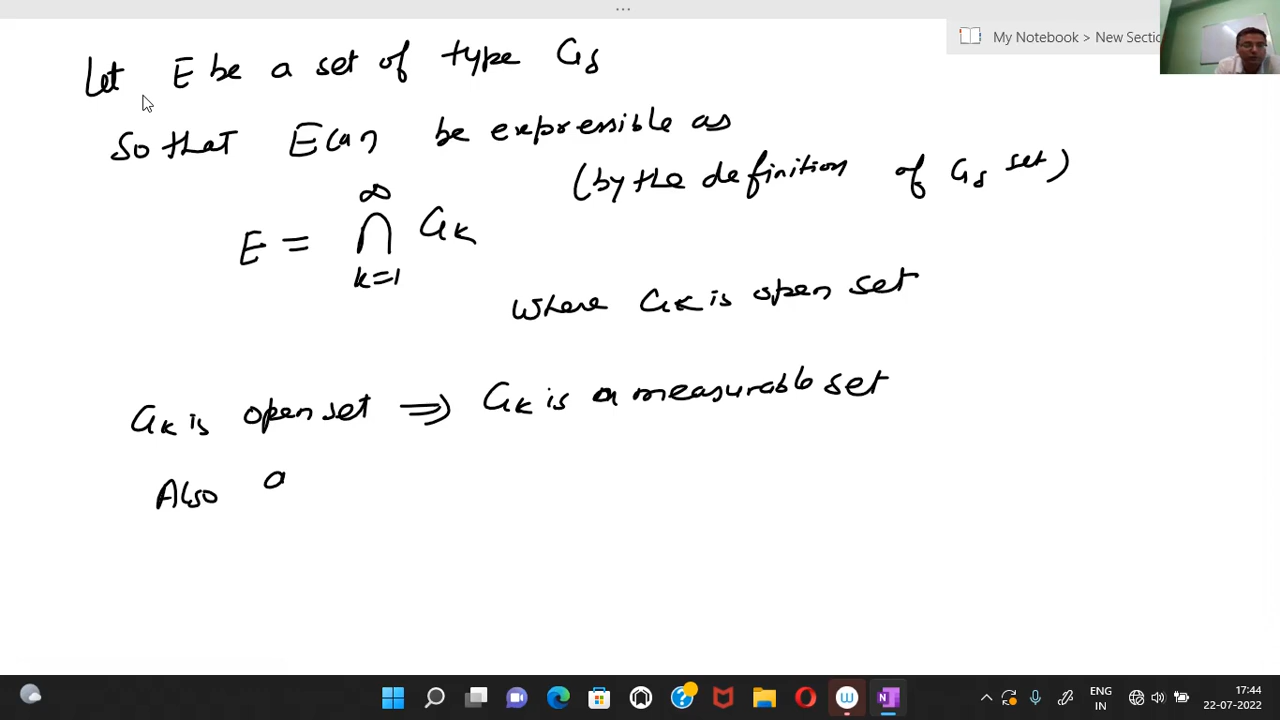 My Notebook > New Sectio
Let E be a set of type Gδ
So that E can be expressible as
(by the definition of Gδ set)
E = ∞ ∩ k=1 Gk
where Gk is open set
Gk is open set ⇒ Gk is a measurable set
Also a
ENG
IN
17:44
22-07-2022